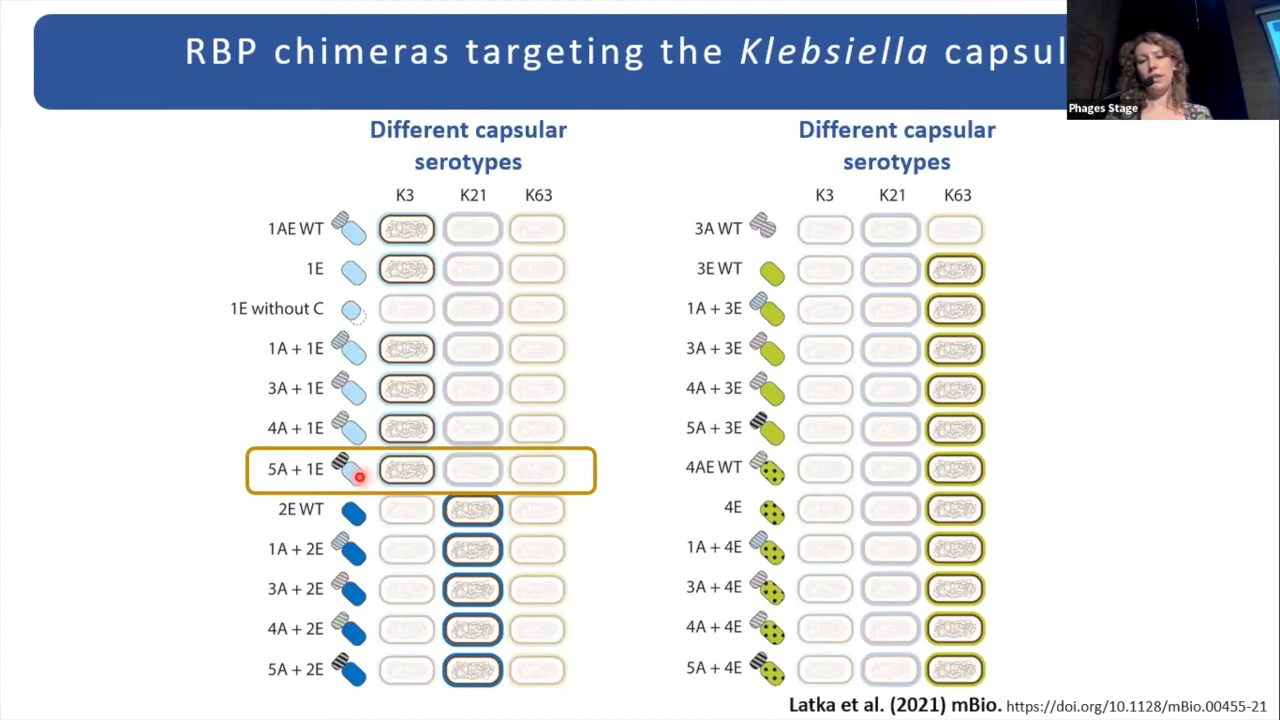 RBP chimeras targeting the Klebsiella capsul
Phages Stage
Different capsular
serotypes
K3 K21 K63
1AE WT
1E
1E without C
1A + 1E
3A + 1E
4A + 1E
5A + 1E
2E WT
1A + 2E
3A + 2E
4A + 2E
5A + 2E
Different capsular
serotypes
K3 K21 K63
3A WT
3E WT
1A + 3E
3A + 3E
4A + 3E
5A + 3E
4AE WT
4E
1A + 4E
3A + 4E
4A + 4E
5A + 4E
Latka et al. (2021) mBio. https://doi.org/10.1128/mBio.00455-21